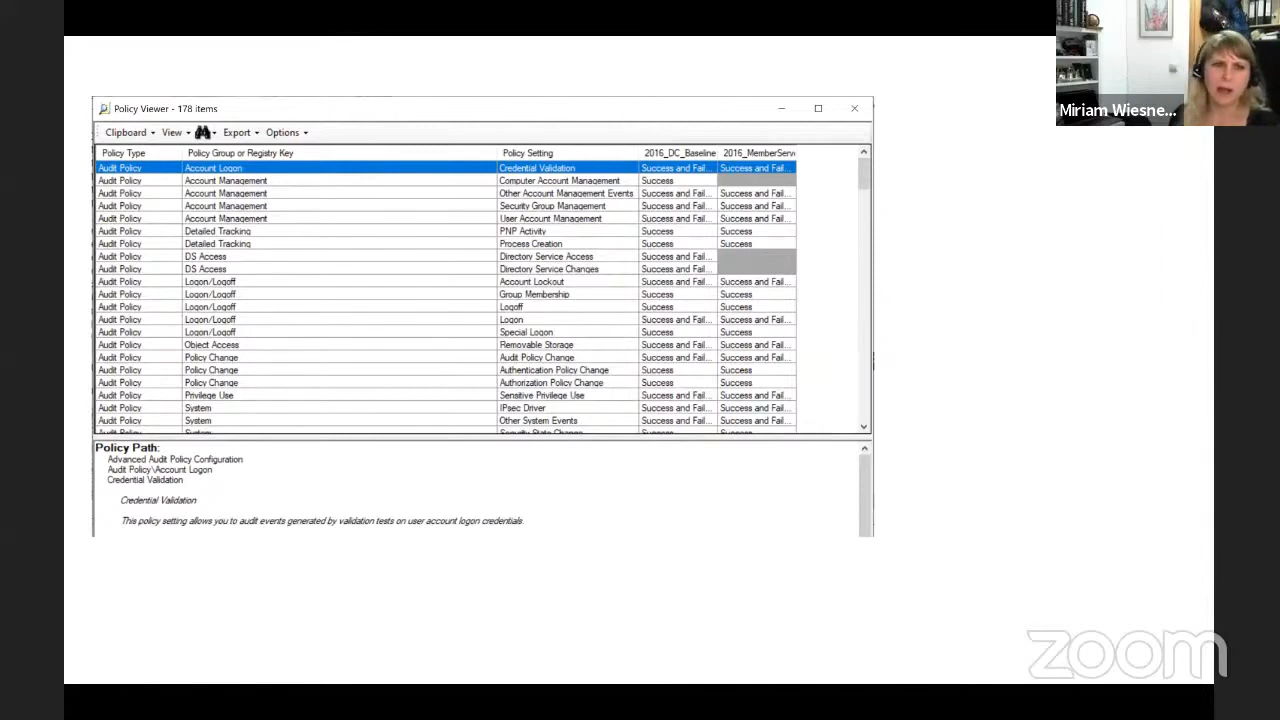 Miriam Wiesne...
Policy Viewer - 178 items
Clipboard View Export Options
Policy Type Policy Group or Registry Key Policy Setting 2016_DC_Baseline 2016_MemberServ
Audit Policy Account Logon Credential Validation Success and Fail... Success and Fail...
Audit Policy Account Management Computer Account Management Success
Audit Policy Account Management Other Account Management Events Success and Fail... Success and Fail...
Audit Policy Account Management Security Group Management Success and Fail... Success and Fail...
Audit Policy Account Management User Account Management Success and Fail... Success and Fail...
Audit Policy Detailed Tracking PNP Activity Success Success
Audit Policy Detailed Tracking Process Creation Success Success
Audit Policy DS Access Directory Service Access Success and Fail...
Audit Policy DS Access Directory Service Changes Success and Fail...
Audit Policy Logon/Logoff Account Lockout Success and Fail... Success and Fail...
Audit Policy Logon/Logoff Group Membership Success Success
Audit Policy Logon/Logoff Logoff Success Success
Audit Policy Logon/Logoff Logon Success and Fail... Success and Fail...
Audit Policy Logon/Logoff Special Logon Success Success
Audit Policy Object Access Removable Storage Success and Fail... Success and Fail...
Audit Policy Policy Change Audit Policy Change Success and Fail... Success and Fail...
Audit Policy Policy Change Authentication Policy Change Success Success
Audit Policy Policy Change Authorization Policy Change Success Success
Audit Policy Privilege Use Sensitive Privilege Use Success and Fail... Success and Fail...
Audit Policy System IPsec Driver Success and Fail... Success and Fail...
Audit Policy System Other System Events Success and Fail... Success and Fail...
Audit Policy System Security State Change Success Success
Policy Path:
Advanced Audit Policy Configuration
Audit Policy\Account Logon
Credential Validation
Credential Validation
This policy setting allows you to audit events generated by validation tests on user account logon credentials.
zoom